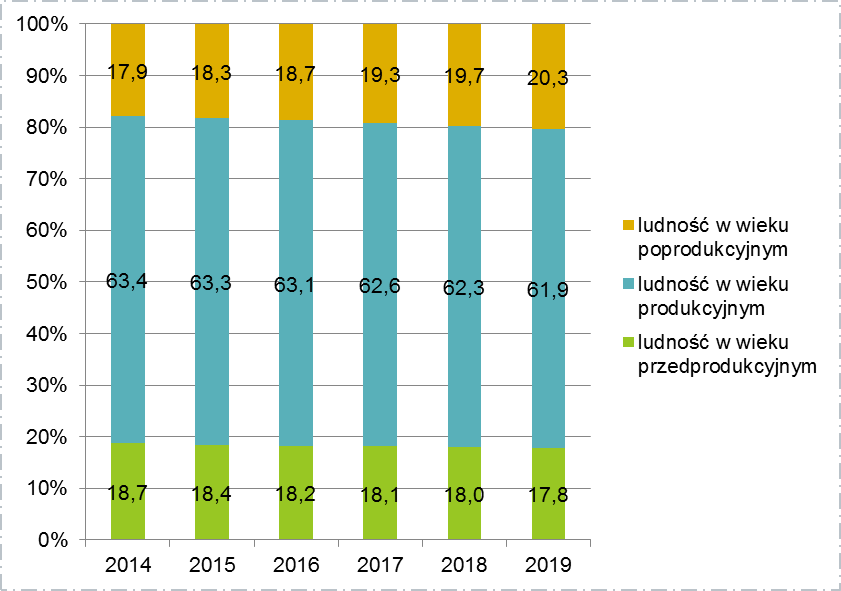 100%
90%
80%
70%
60%
50%
40%
30%
20%
10%
0%
17,9 18,3 18,7 19,3 19,7 20,3
63,4 63,3 63,1 62,6 62,3 61,9
18,7 18,4 18,2 18,1 18,0 17,8
2014 2015 2016 2017 2018 2019
ludność w wieku
poprodukcyjnym
ludność w wieku
produkcyjnym
ludność w wieku
przedprodukcyjnym